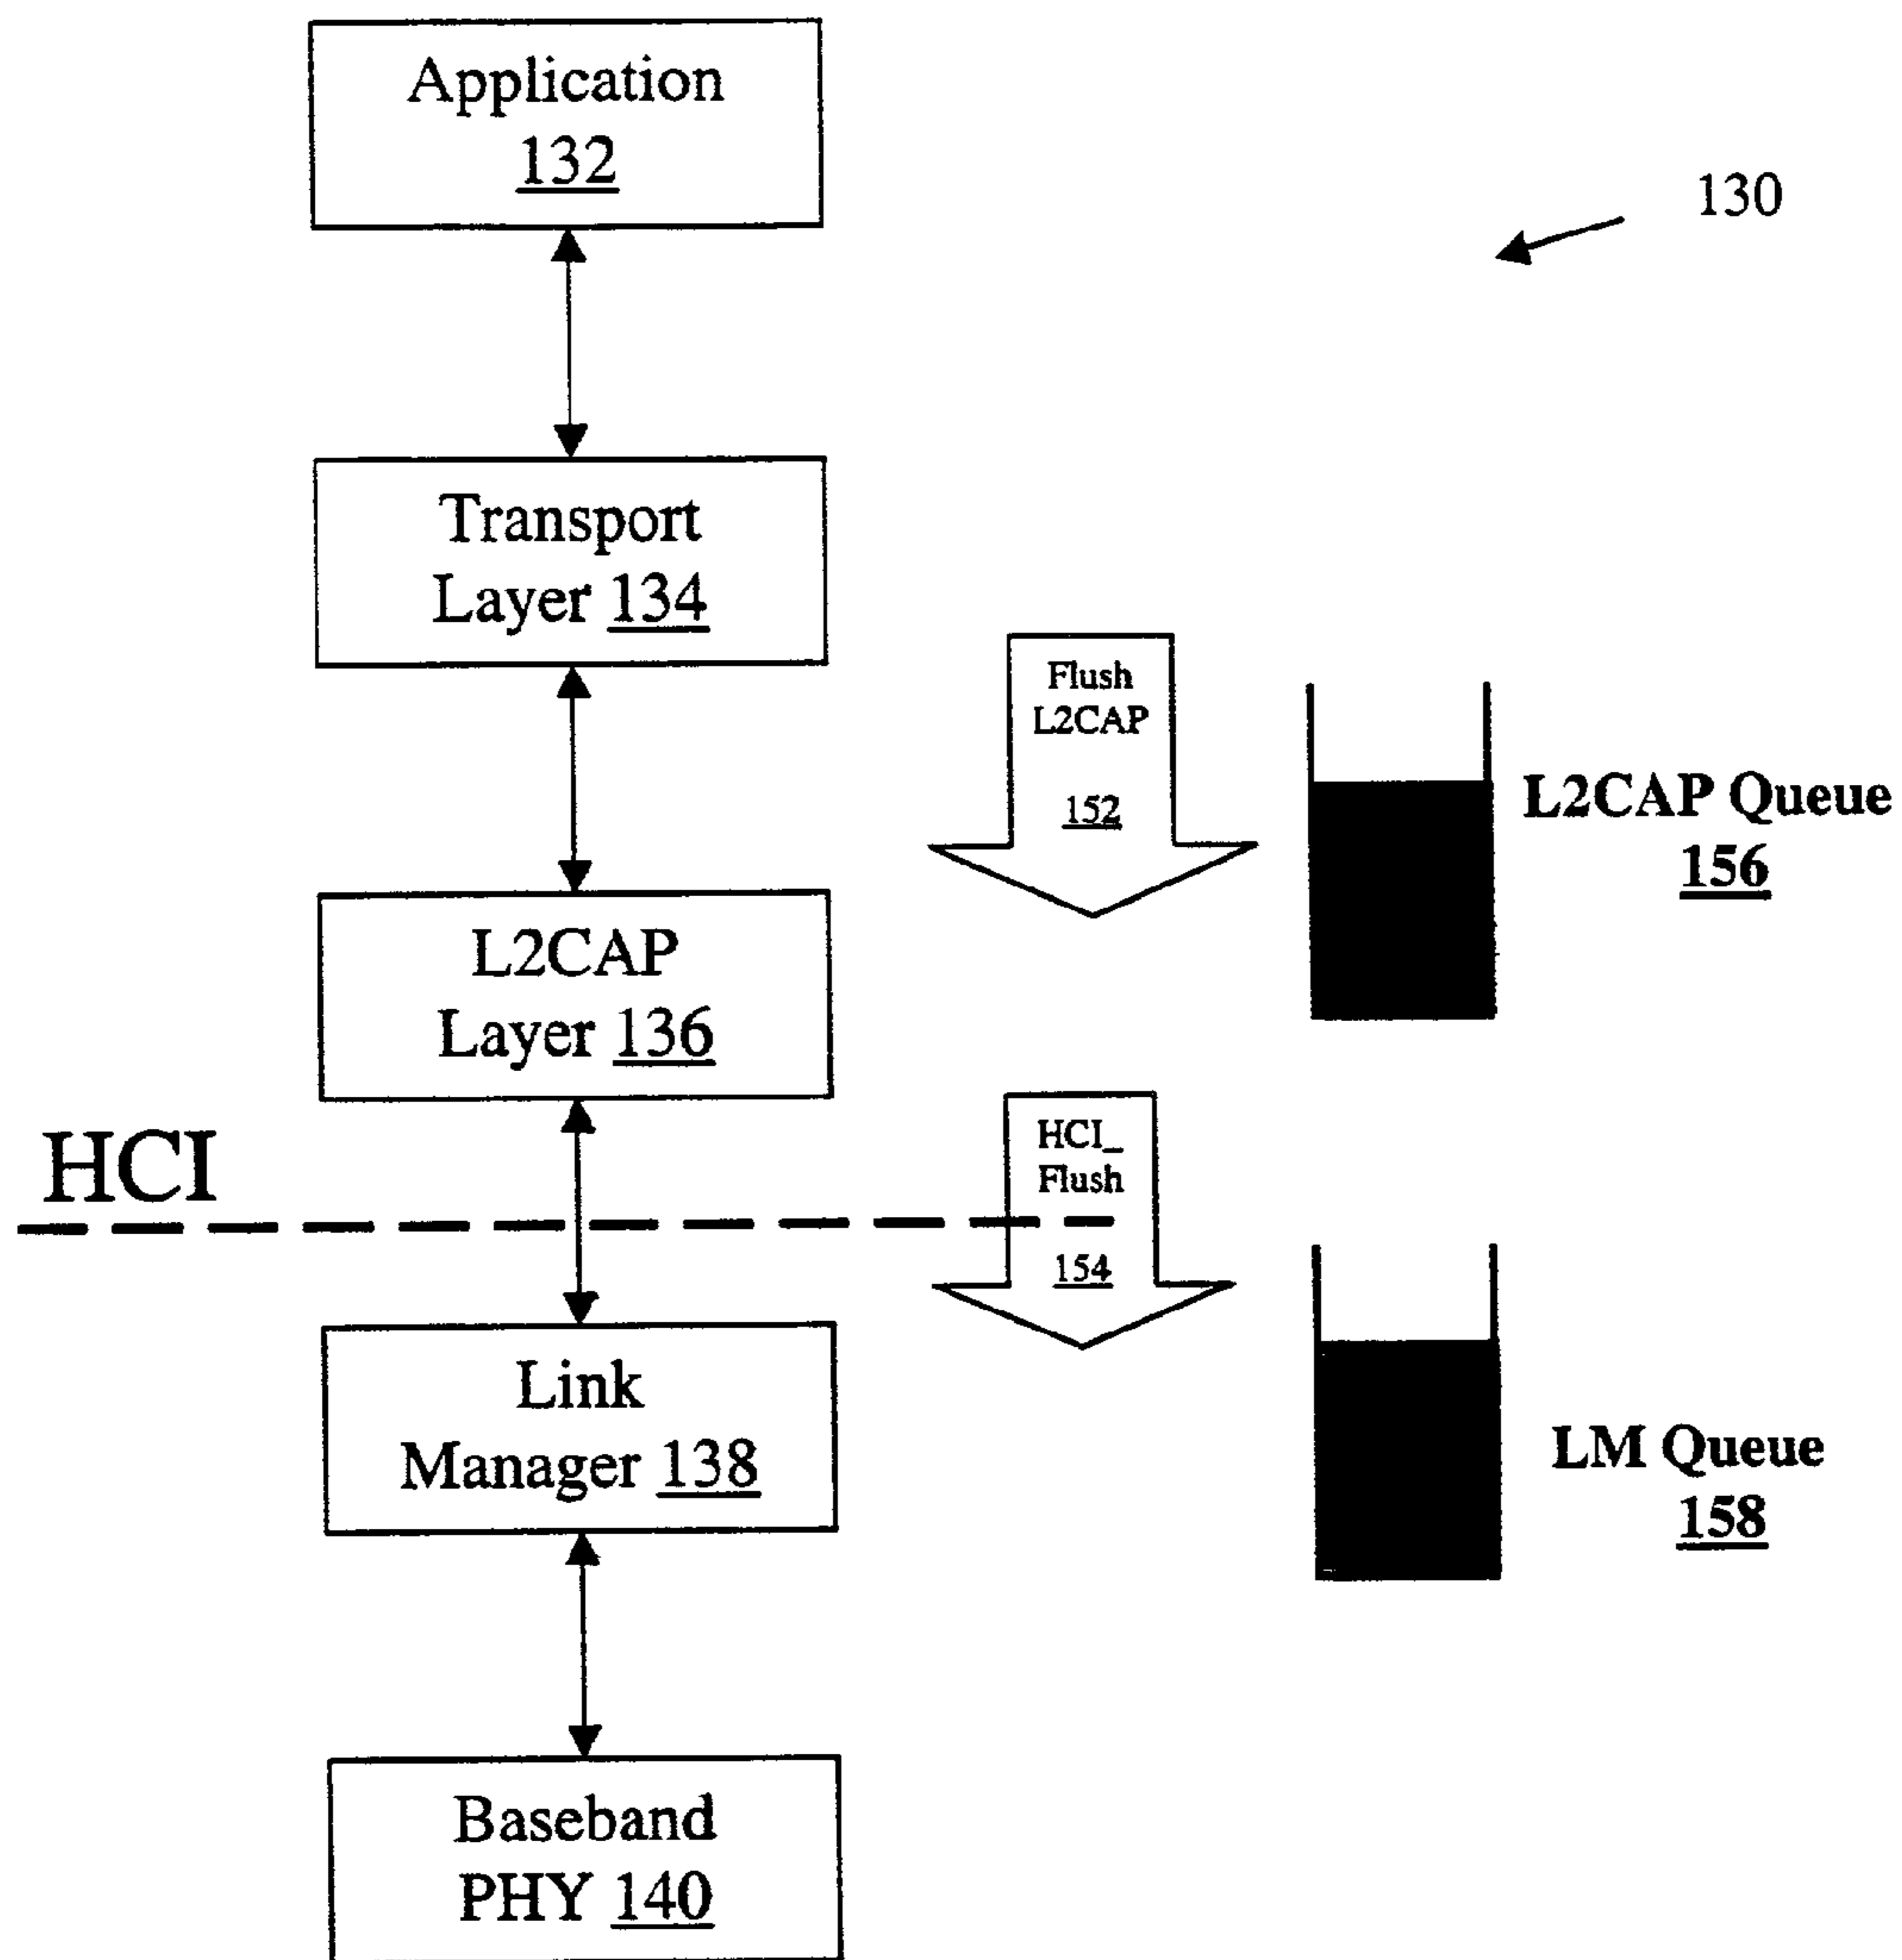 Application
132
130
Transport
Layer 134
Flush
L2CAP
152
L2CAP Queue
156
L2CAP
Layer 136
HCI
HCI_
Flush
154
Link
Manager 138
LM Queue
158
Baseband
PHY 140